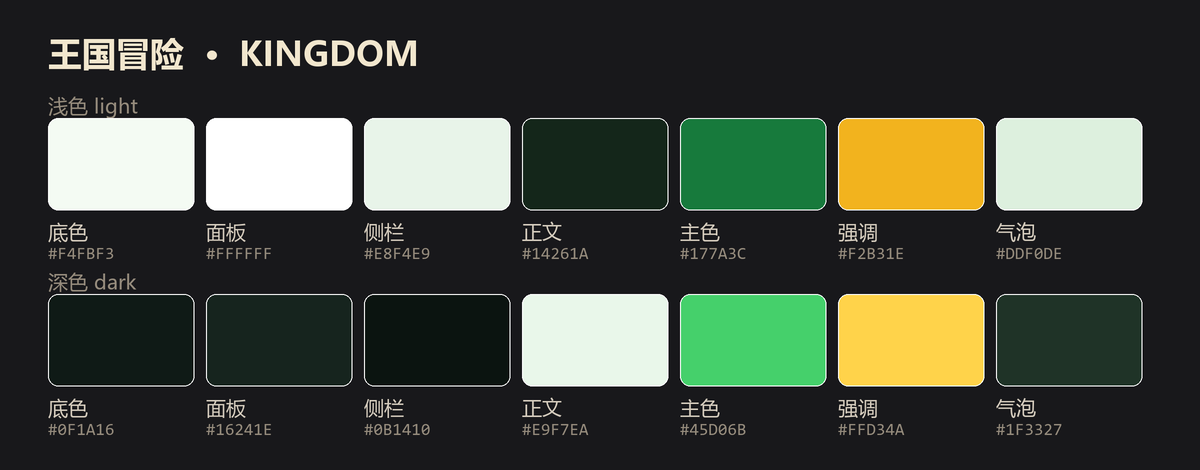 王国冒险 • KINGDOM
浅色 light
底色 面板 侧栏 正文 主色 强调 气泡
#F4FBF3 #FFFFFF #E8F4E9 #14261A #177A3C #F2B31E #DDF0DE
深色 dark
底色 面板 侧栏 正文 主色 强调 气泡
#0F1A16 #16241E #0B1410 #E9F7EA #45D06B #FFD34A #1F3327